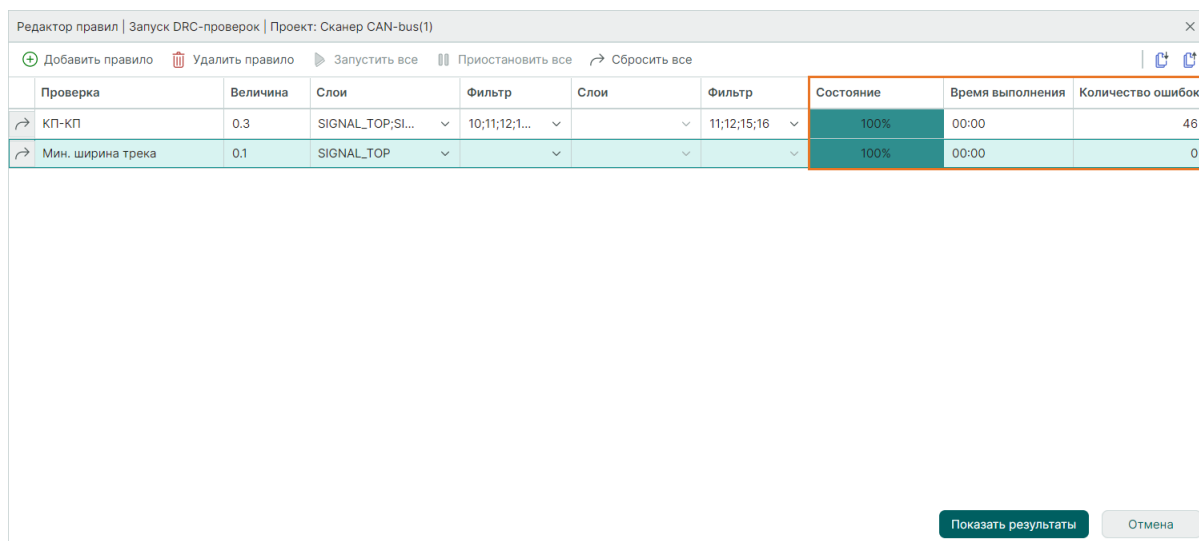 Редактор правил | Запуск DRC-проверок | Проект: Сканер CAN-bus(1)
Добавить правило Удалить правило Запустить все Приостановить все Сбросить все
Проверка Величина Слои Фильтр Слои Фильтр Состояние Время выполнения Количество ошибок
КП-КП 0.3 SIGNAL_TOP;SI... 10;11;12;1... 11;12;15;16 100% 00:00 46
Мин. ширина трека 0.1 SIGNAL_TOP 100% 00:00 0
Показать результаты Отмена